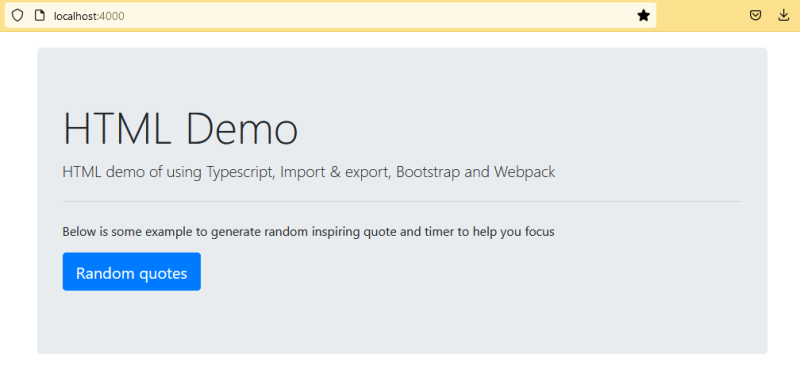 localhost:4000
HTML Demo
HTML demo of using Typescript, Import & export, Bootstrap and Webpack
Below is some example to generate random inspiring quote and timer to help you focus
Random quotes